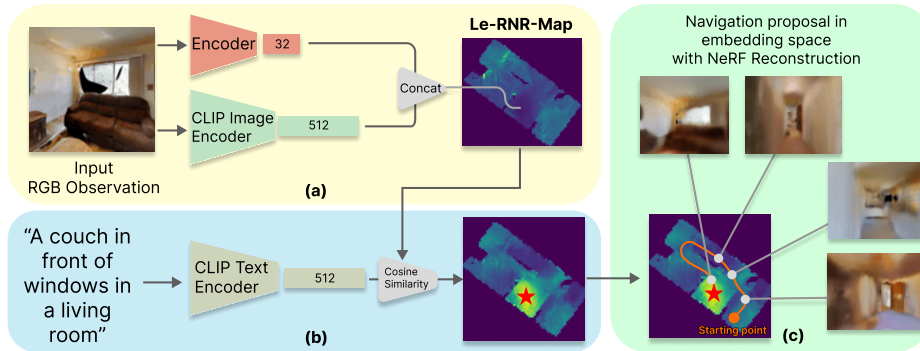 Encoder
32
CLIP Image
Encoder
512
Concat
Le-RNR-Map
Input
RGB Observation
(a)
“A couch in
front of
windows in
a living
room”
CLIP Text
Encoder
512
Cosine
Similarity
(b)
Navigation proposal in
embedding space
with NeRF Reconstruction
Starting point
(c)